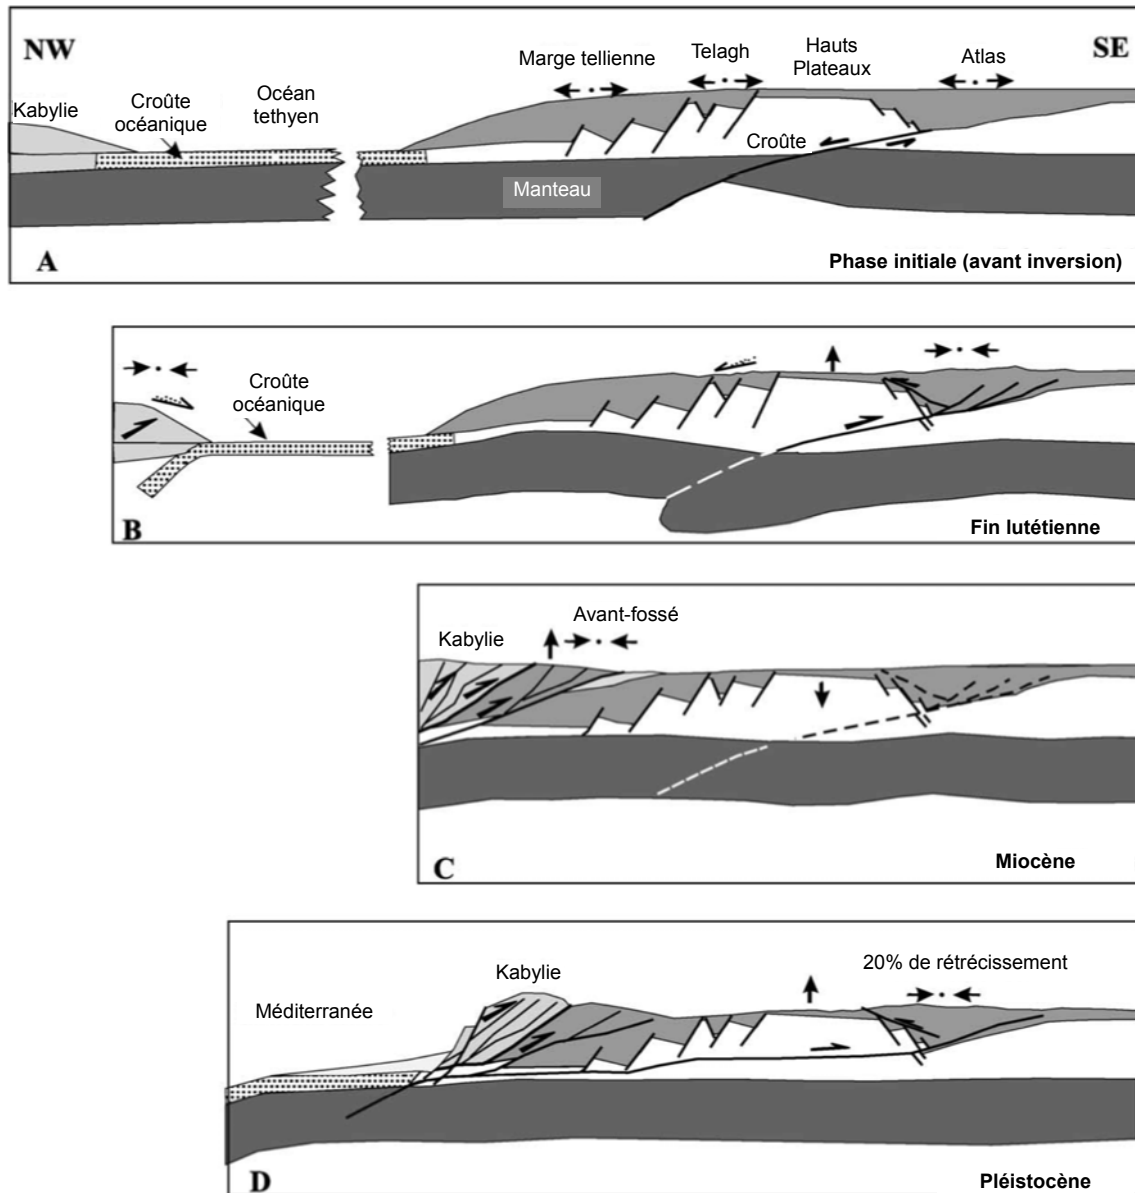 NW
SE
Marge tellienne
Telagh
Hauts
Plateaux
Atlas
Kabylie
Croûte
océanique
Océan
tethyen
Croûte
Manteau
A
Phase initiale (avant inversion)
Croûte
océanique
B
Fin lutétienne
Avant-fossé
Kabylie
C
Miocène
Kabylie
20% de rétrécissement
Méditerranée
D
Pléistocène